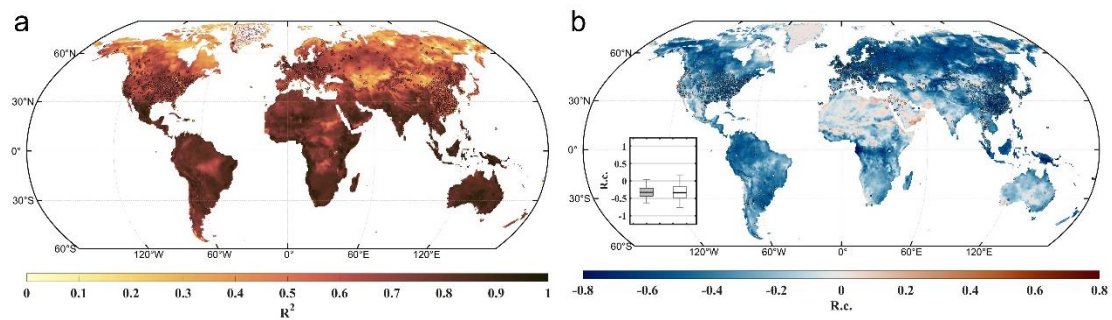 a
60°N
30°N
0°
30°S
60°S
120°W
60°W
0°
60°E
120°E
0 0.1 0.2 0.3 0.4 0.5 0.6 0.7 0.8 0.9 1
R²
b
60°N
30°N
0°
30°S
60°S
R.c.
1
0.5
0
-0.5
-1
120°W
60°W
0°
60°E
120°E
-0.8 -0.6 -0.4 -0.2 0 0.2 0.4 0.6 0.8
R.c.